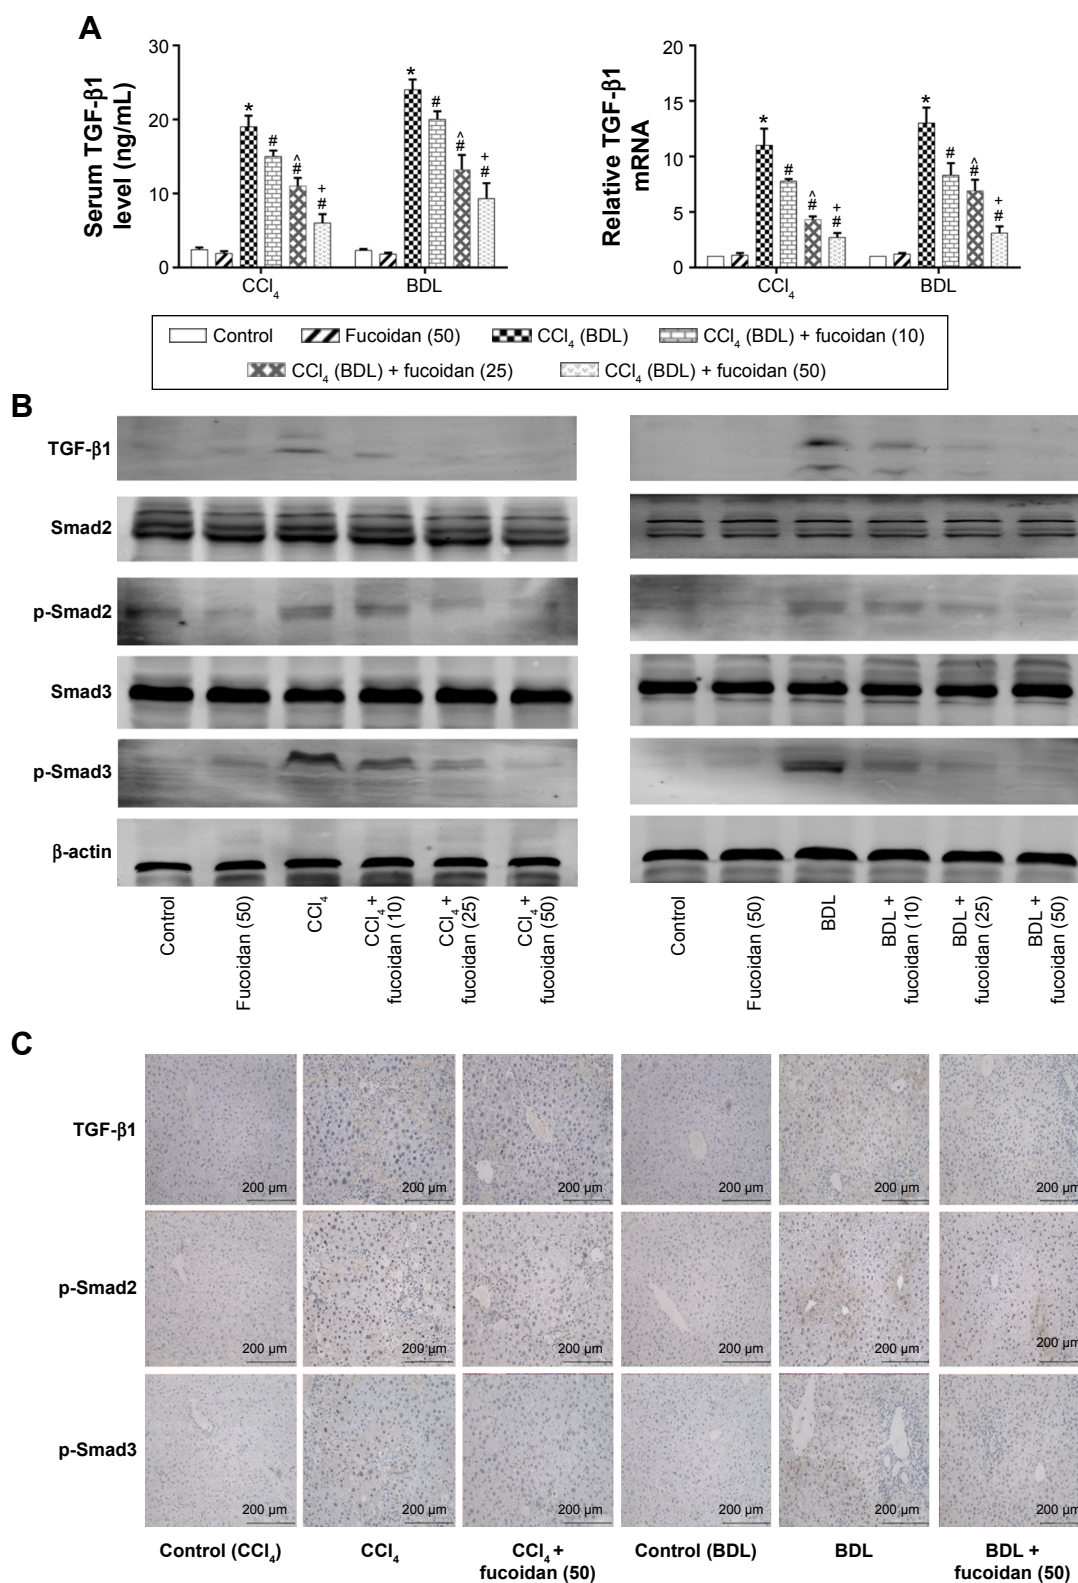 A
Serum TGF-β1
level (ng/mL)
30
20
10
0
*
#
^
#
+
#
*
#
^
#
+
#
CCl₄
BDL
Relative TGF-β1
mRNA
20
15
10
5
0
*
#
^
#
+
#
*
#
^
#
+
#
CCl₄
BDL
Control
Fucoidan (50)
CCl₄ (BDL)
CCl₄ (BDL) + fucoidan (10)
CCl₄ (BDL) + fucoidan (25)
CCl₄ (BDL) + fucoidan (50)
B
TGF-β1
Smad2
p-Smad2
Smad3
p-Smad3
β-actin
Control
Fucoidan (50)
CCl₄
CCl₄ +
fucoidan (10)
CCl₄ +
fucoidan (25)
CCl₄ +
fucoidan (50)
Control
Fucoidan (50)
BDL
BDL +
fucoidan (10)
BDL +
fucoidan (25)
BDL +
fucoidan (50)
C
TGF-β1
200 µm 200 µm 200 µm 200 µm 200 µm 200 µm
p-Smad2
200 µm 200 µm 200 µm 200 µm 200 µm 200 µm
p-Smad3
200 µm 200 µm 200 µm 200 µm 200 µm 200 µm
Control (CCl₄)
CCl₄
CCl₄ +
fucoidan (50)
Control (BDL)
BDL
BDL +
fucoidan (50)